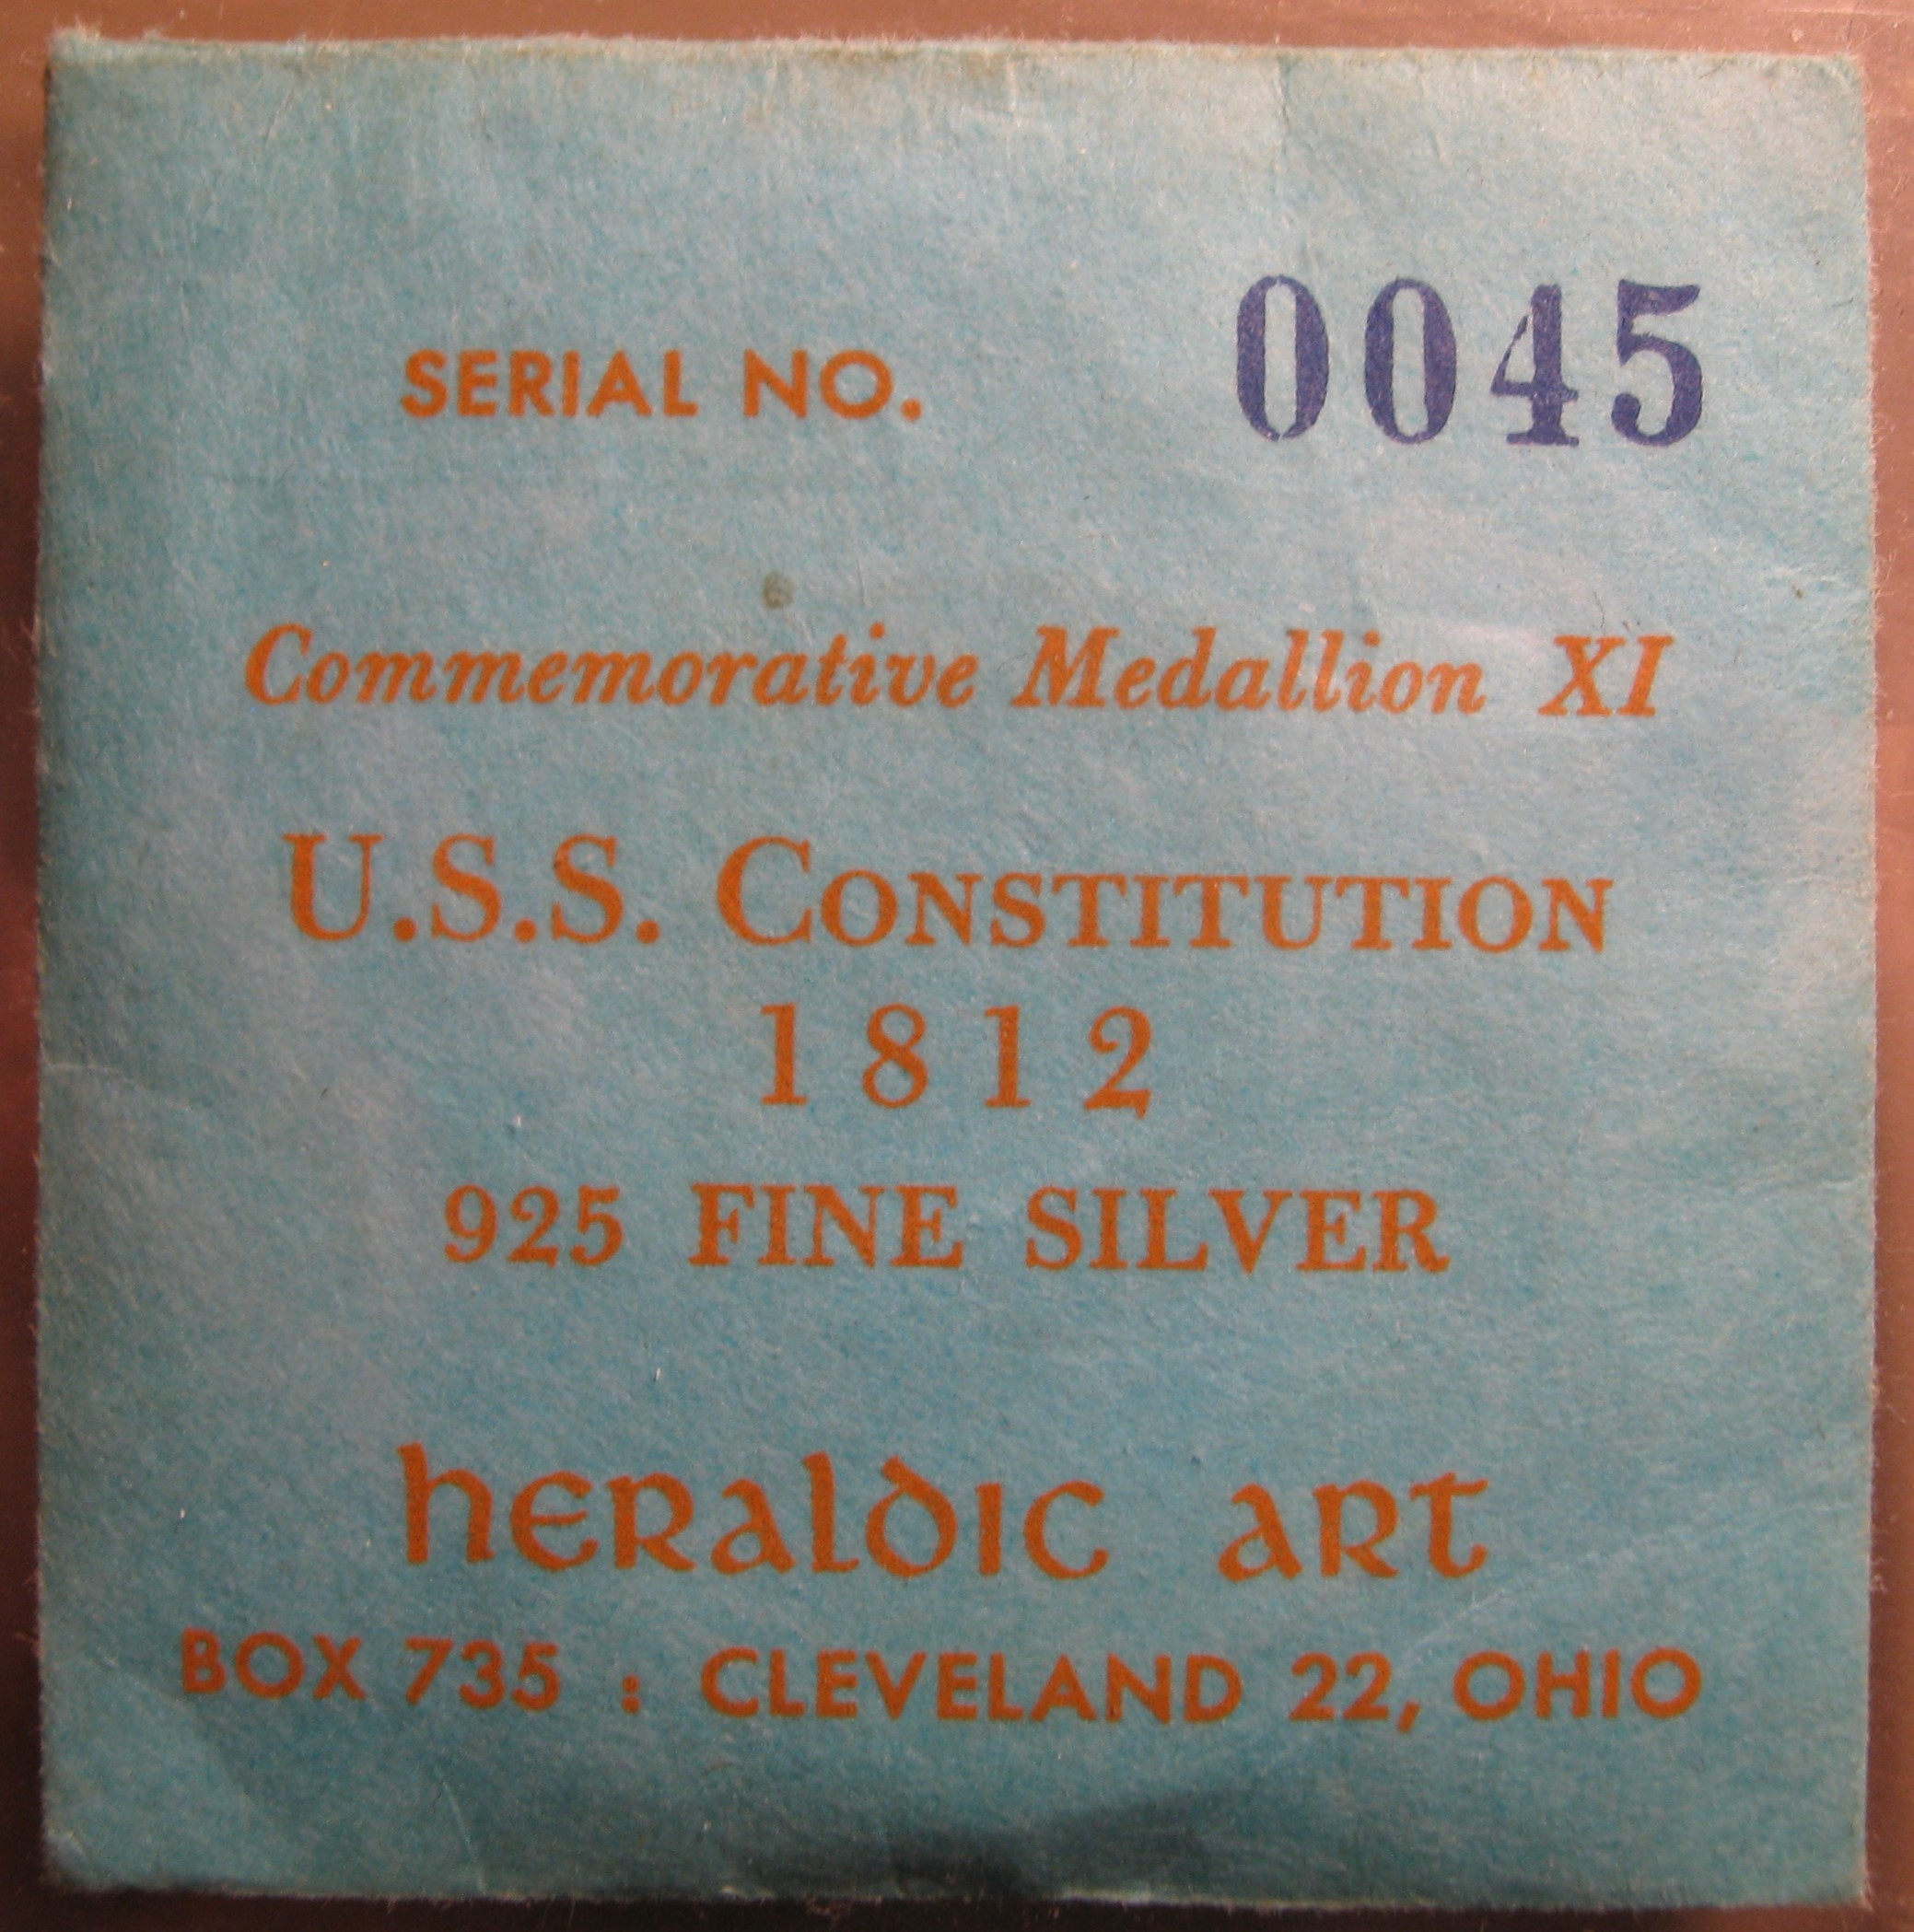 SERIAL NO. 0045
Commemorative Medallion XI
U.S.S. CONSTITUTION
1812
925 FINE SILVER
heraldic art
BOX 735 : CLEVELAND 22, OHIO